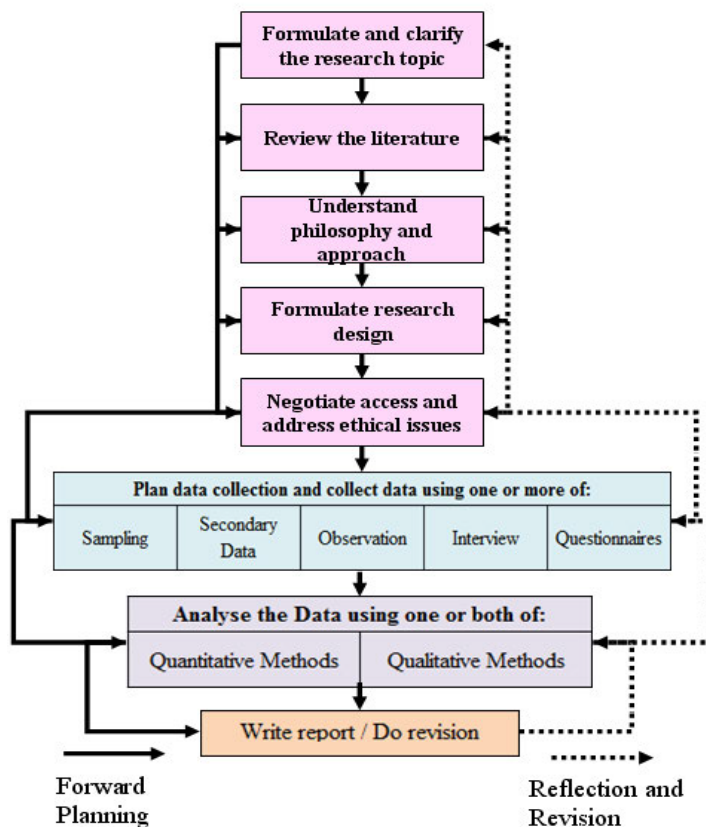 Formulate and clarify
the research topic
Review the literature
Understand
philosophy and
approach
Formulate research
design
Negotiate access and
address ethical issues
Plan data collection and collect data using one or more of:
Sampling
Secondary
Data
Observation
Interview
Questionnaires
Analyse the Data using one or both of:
Quantitative Methods
Qualitative Methods
Write report / Do revision
Forward
Planning
Reflection and
Revision